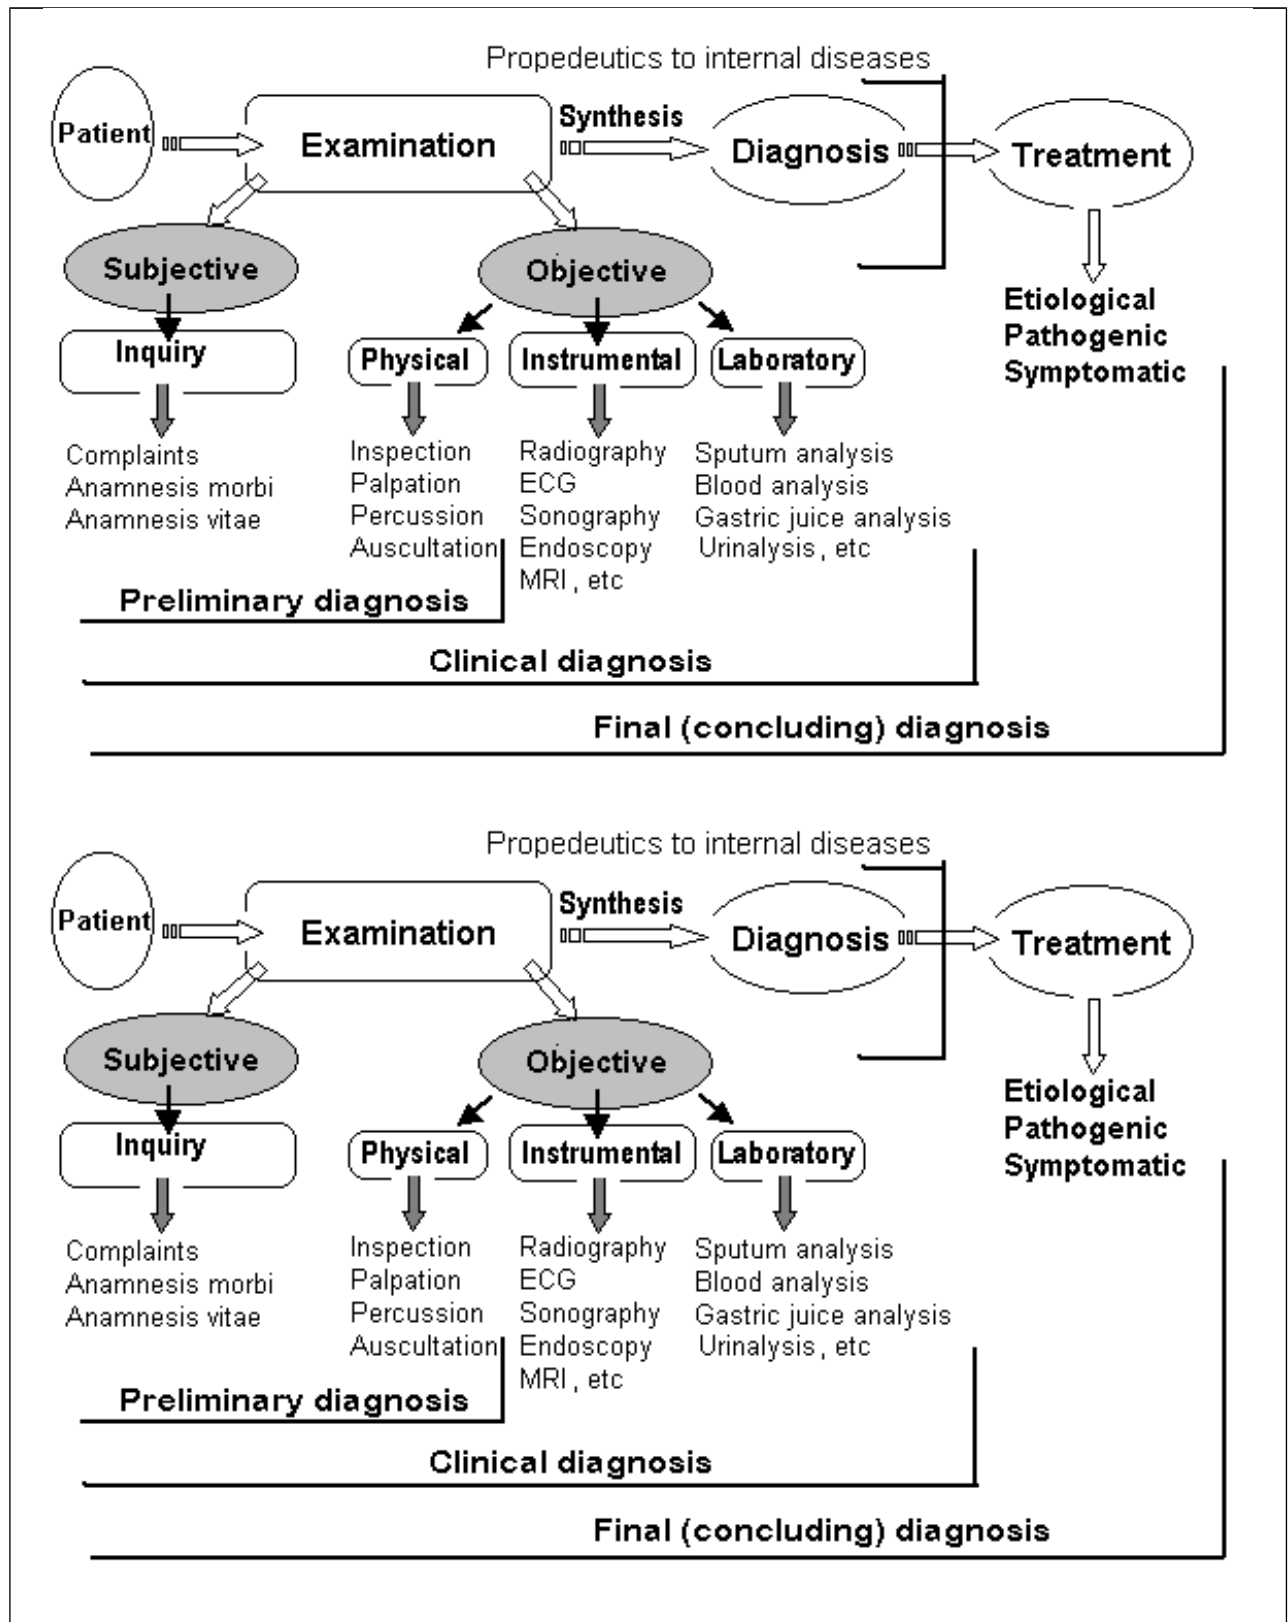 Propedeutics to internal diseases
Patient
Examination
Synthesis
Diagnosis
Treatment
Subjective
Objective
Etiological
Pathogenic
Symptomatic
Inquiry
Physical
Instrumental
Laboratory
Complaints
Anamnesis morbi
Anamnesis vitae
Inspection
Palpation
Percussion
Auscultation
Radiography
ECG
Sonography
Endoscopy
MRI , etc
Sputum analysis
Blood analysis
Gastric juice analysis
Urinalysis , etc
Preliminary diagnosis
Clinical diagnosis
Final (concluding) diagnosis
Propedeutics to internal diseases
Patient
Examination
Synthesis
Diagnosis
Treatment
Subjective
Objective
Etiological
Pathogenic
Symptomatic
Inquiry
Physical
Instrumental
Laboratory
Complaints
Anamnesis morbi
Anamnesis vitae
Inspection
Palpation
Percussion
Auscultation
Radiography
ECG
Sonography
Endoscopy
MRI , etc
Sputum analysis
Blood analysis
Gastric juice analysis
Urinalysis , etc
Preliminary diagnosis
Clinical diagnosis
Final (concluding) diagnosis